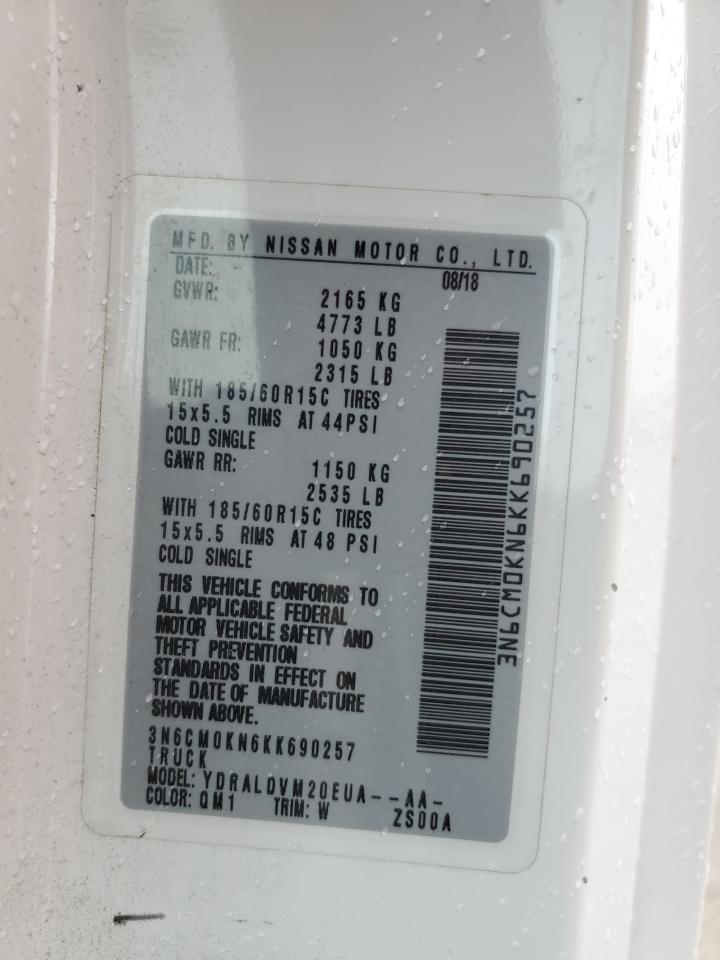 MFD. BY NISSAN MOTOR CO., LTD.
DATE: 08/18
GVWR: 2165 KG
4773 LB
GAWR FR: 1050 KG
2315 LB
WITH 185/60R15C TIRES
15x5.5 RIMS AT 44PSI
COLD SINGLE
GAWR RR: 1150 KG
2535 LB
WITH 185/60R15C TIRES
15x5.5 RIMS AT 48 PSI
COLD SINGLE
THIS VEHICLE CONFORMS TO
ALL APPLICABLE FEDERAL
MOTOR VEHICLE SAFETY AND
THEFT PREVENTION
STANDARDS IN EFFECT ON
THE DATE OF MANUFACTURE
SHOWN ABOVE.
3N6CM0KN6KK690257
TRUCK
MODEL: YDRALDVM20EUA--AA-
COLOR: QM1 TRIM: W ZS00A
3N6CM0KN6KK690257